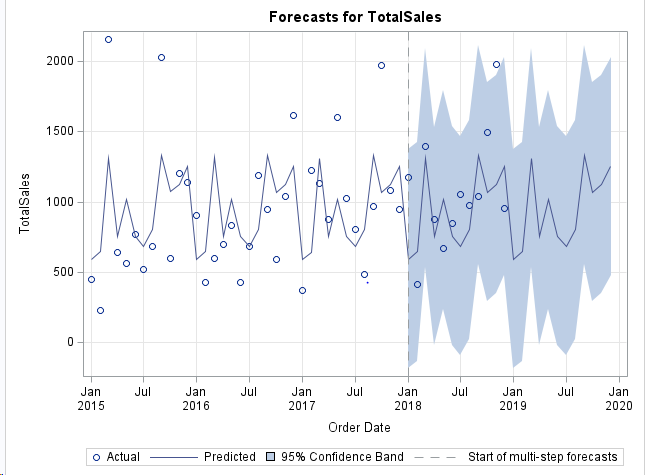 Forecasts for TotalSales
2000
1500
1000
500
0
TotalSales
Jan Jul Jan Jul Jan Jul Jan Jul Jan Jul Jan
2015 2016 2017 2018 2019 2020
Order Date
Actual Predicted 95% Confidence Band Start of multi-step forecasts